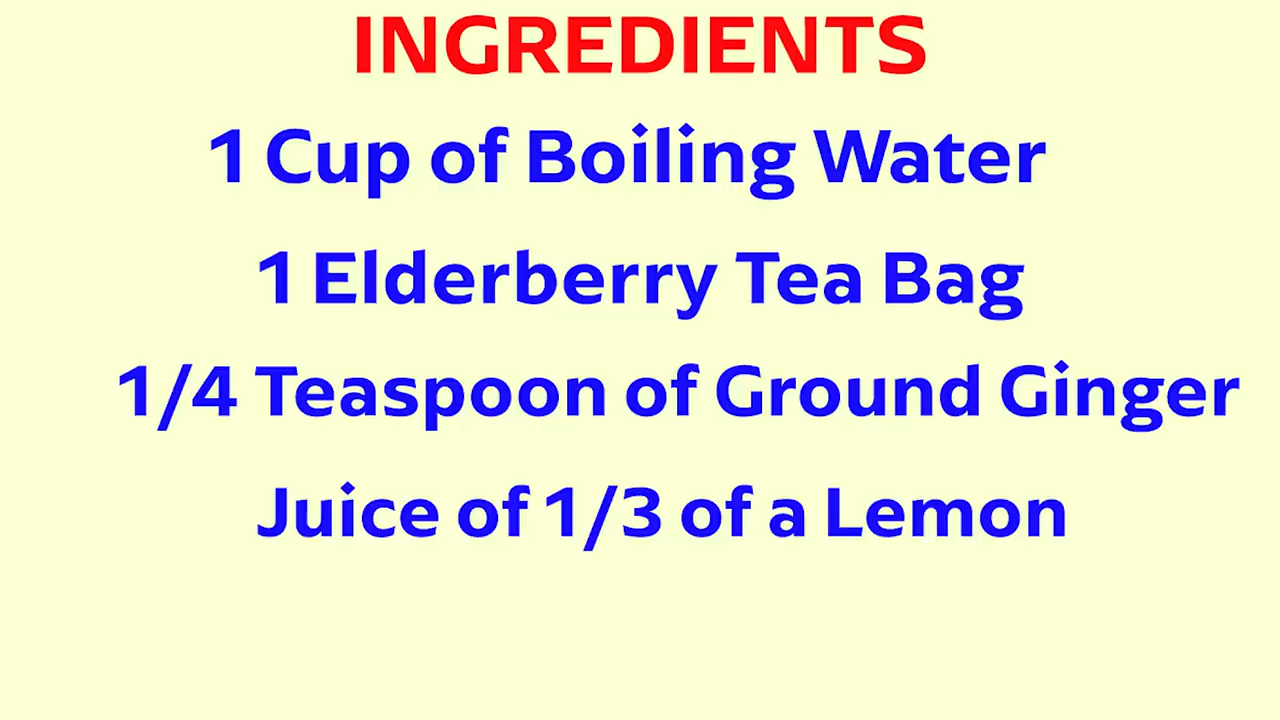 INGREDIENTS
1 Cup of Boiling Water
1 Elderberry Tea Bag
1/4 Teaspoon of Ground Ginger
Juice of 1/3 of a Lemon